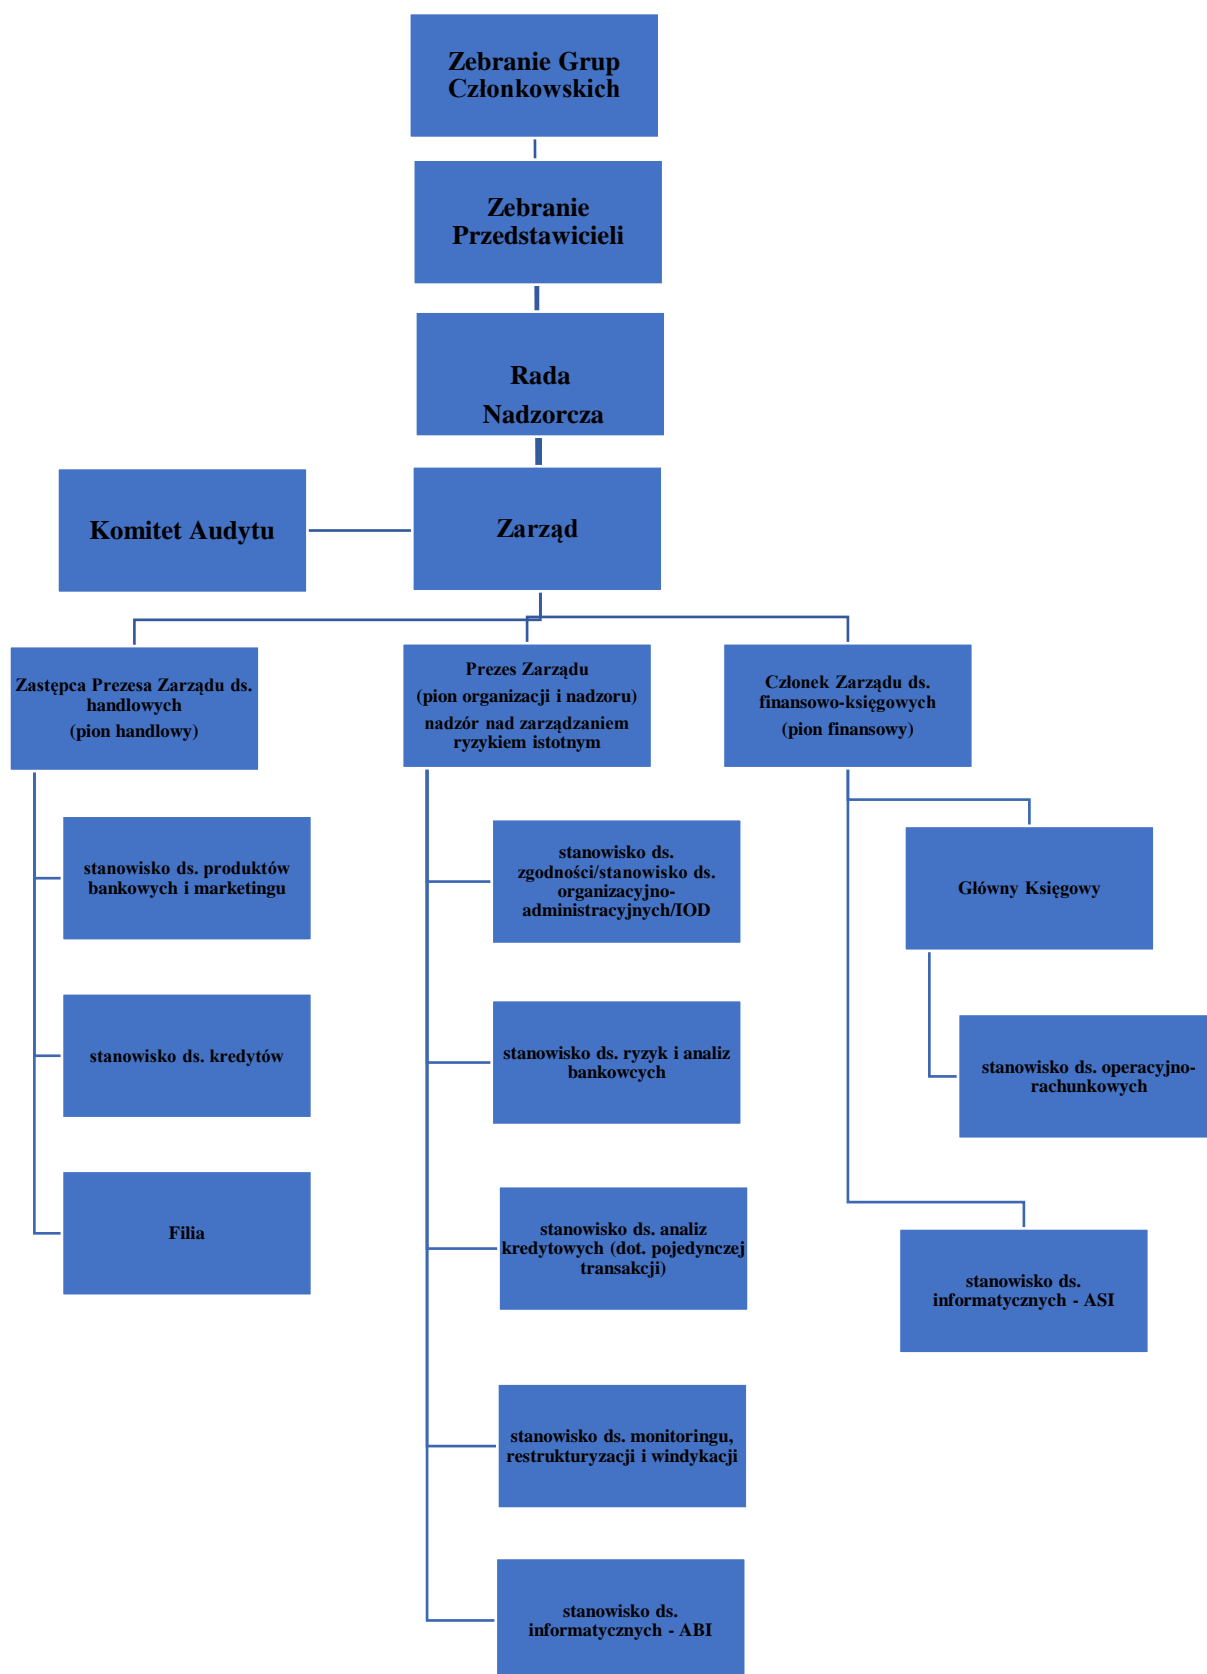 Zebranie Grup
Członkowskich
Zebranie
Przedstawicieli
Rada
Nadzorcza
Komitet Audytu
Zarząd
Zastępca Prezesa Zarządu ds.
handlowych
(pion handlowy)
Prezes Zarządu
(pion organizacji i nadzoru)
nadzór nad zarządzaniem
ryzykiem istotnym
Członek Zarządu ds.
finansowo-księgowych
(pion finansowy)
stanowisko ds. produktów
bankowych i marketingu
stanowisko ds. kredytów
Filia
stanowisko ds.
zgodności/stanowisko ds.
organizacyjno-
administracyjnych/IOD
stanowisko ds. ryzyk i analiz
bankowcych
stanowisko ds. analiz
kredytowych (dot. pojedynczej
transakcji)
stanowisko ds. monitoringu,
restrukturyzacji i windykacji
stanowisko ds.
informatycznych - ABI
Główny Księgowy
stanowisko ds. operacyjno-
rachunkowych
stanowisko ds.
informatycznych - ASI